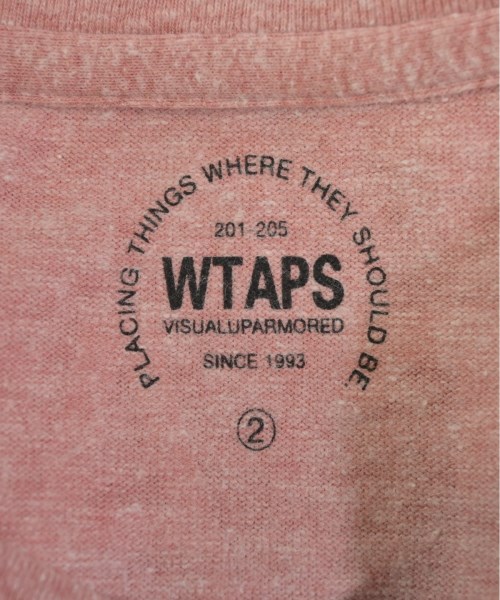 PLACING THINGS WHERE THEY SHOULD BE
201-205
WTAPS
VISUALUPARMORED
SINCE 1993
2